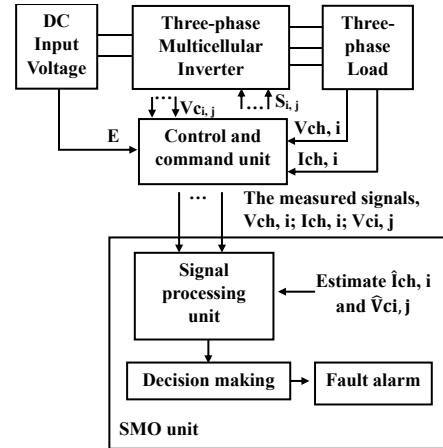 DC
Input
Voltage
Three-phase
Multicellular
Inverter
Three-
phase
Load
...
Vci, j
...
Si, j
E
Control and
command unit
Vch, i
Ich, i
...
The measured signals,
Vch, i; Ich, i; Vci, j
Signal
processing
unit
Estimate Îch, i
and V̂ci, j
Decision making
Fault alarm
SMO unit